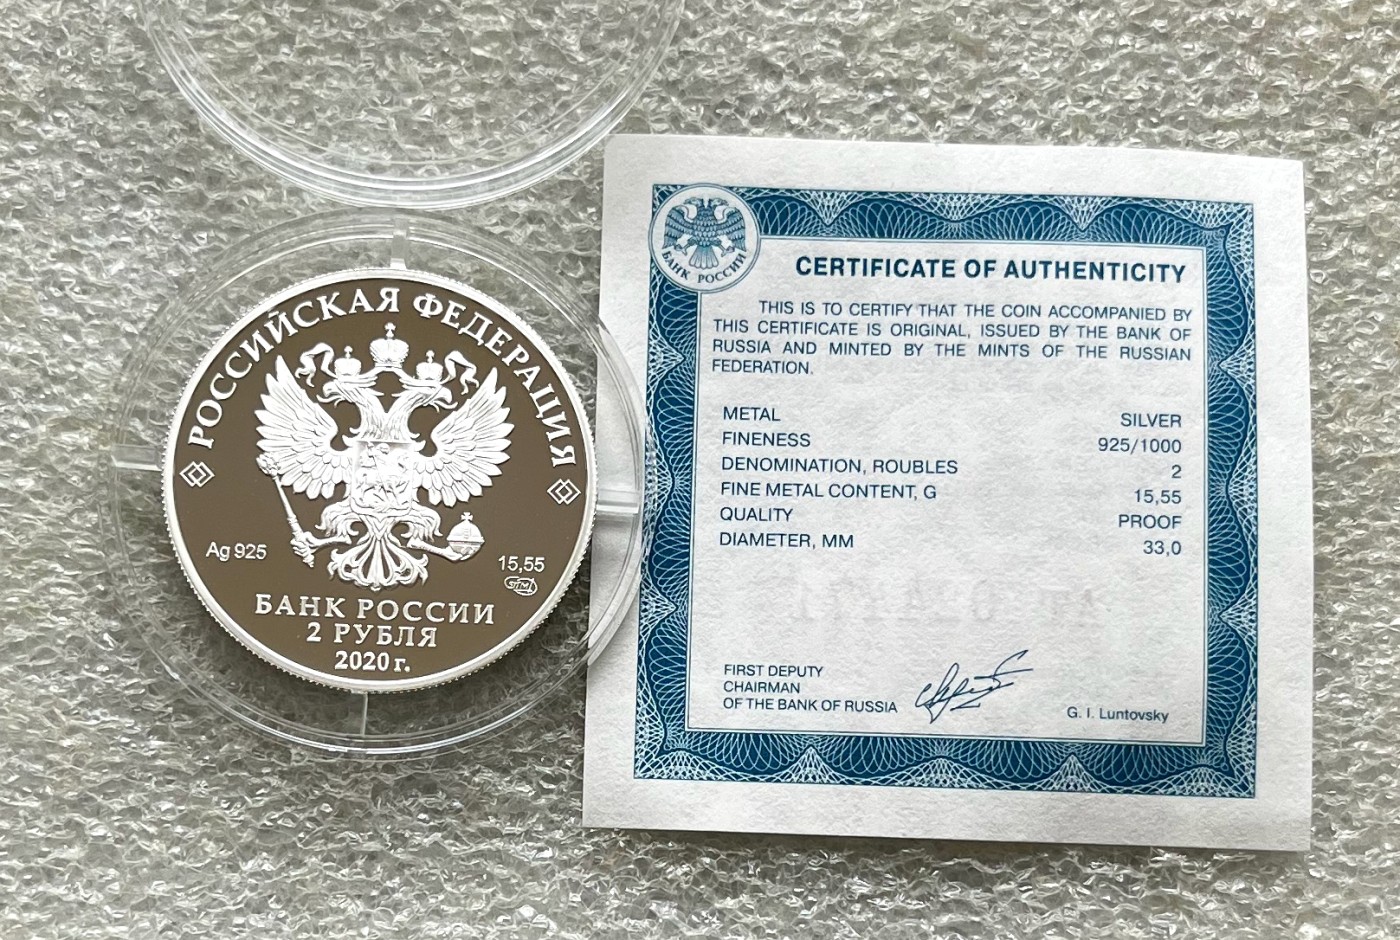 РОССИЙСКАЯ ФЕДЕРАЦИЯ
Ag 925
15,55
СПМД
БАНК РОССИИ
2 РУБЛЯ
2020 г.
БАНК РОССИИ
CERTIFICATE OF AUTHENTICITY
THIS IS TO CERTIFY THAT THE COIN ACCOMPANIED BY
THIS CERTIFICATE IS ORIGINAL, ISSUED BY THE BANK OF
RUSSIA AND MINTED BY THE MINTS OF THE RUSSIAN
FEDERATION.
METAL SILVER
FINENESS 925/1000
DENOMINATION, ROUBLES 2
FINE METAL CONTENT, G 15,55
QUALITY PROOF
DIAMETER, MM 33,0
FIRST DEPUTY
CHAIRMAN
OF THE BANK OF RUSSIA
G. I. Luntovsky